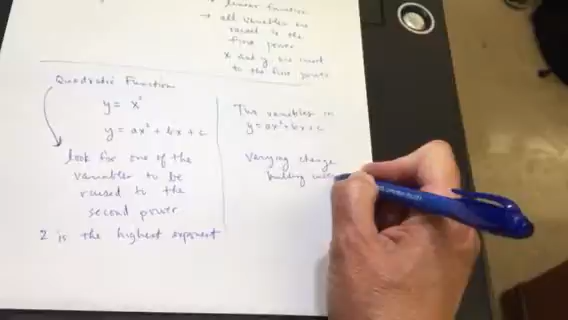 → linear function
→ all variables are
raised to the
first power
x and y are raised
to the first power
Quadratic Function
y = x²
y = ax² + bx + c
look for one of the
variables to be
raised to the
second power
2 is the highest exponent
The variables in
y = ax² + bx + c
Varying change